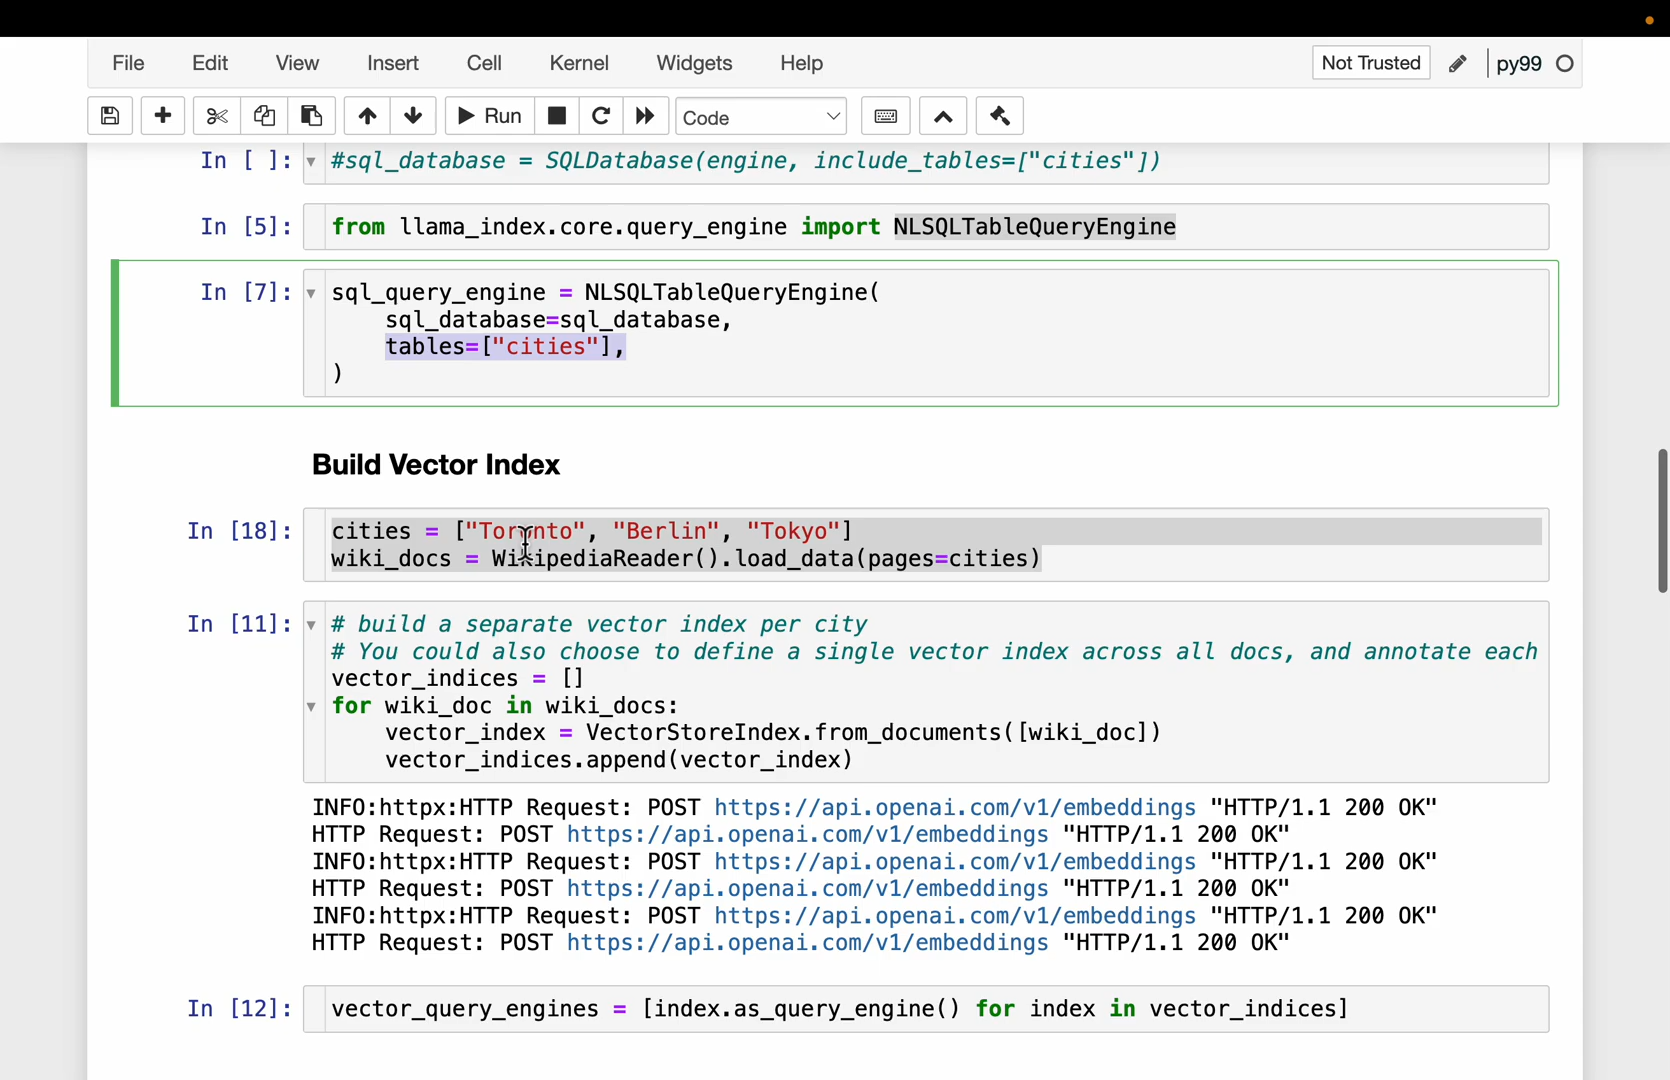 File Edit View Insert Cell Kernel Widgets Help Not Trusted py99
Run Code
In [ ]: #sql_database = SQLDatabase(engine, include_tables=["cities"])
In [5]: from llama_index.core.query_engine import NLSQLTableQueryEngine
In [7]: sql_query_engine = NLSQLTableQueryEngine(
sql_database=sql_database,
tables=["cities"],
)
Build Vector Index
In [18]: cities = ["Toronto", "Berlin", "Tokyo"]
wiki_docs = WikipediaReader().load_data(pages=cities)
In [11]: # build a separate vector index per city
# You could also choose to define a single vector index across all docs, and annotate each
vector_indices = []
for wiki_doc in wiki_docs:
vector_index = VectorStoreIndex.from_documents([wiki_doc])
vector_indices.append(vector_index)
INFO:httpx:HTTP Request: POST https://api.openai.com/v1/embeddings "HTTP/1.1 200 OK"
HTTP Request: POST https://api.openai.com/v1/embeddings "HTTP/1.1 200 OK"
INFO:httpx:HTTP Request: POST https://api.openai.com/v1/embeddings "HTTP/1.1 200 OK"
HTTP Request: POST https://api.openai.com/v1/embeddings "HTTP/1.1 200 OK"
INFO:httpx:HTTP Request: POST https://api.openai.com/v1/embeddings "HTTP/1.1 200 OK"
HTTP Request: POST https://api.openai.com/v1/embeddings "HTTP/1.1 200 OK"
In [12]: vector_query_engines = [index.as_query_engine() for index in vector_indices]